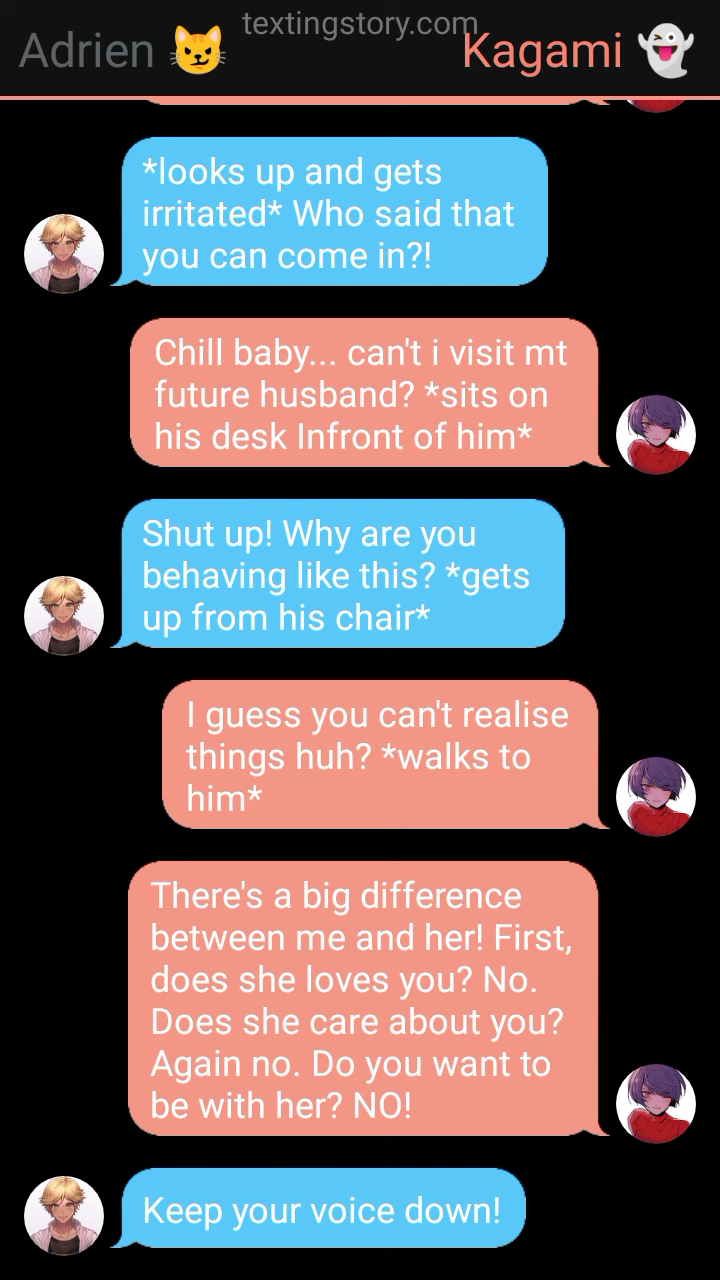 textingstory.com
Adrien 😼
Kagami 👻
*looks up and gets
irritated* Who said that
you can come in?!
Chill baby... can't i visit mt
future husband? *sits on
his desk Infront of him*
Shut up! Why are you
behaving like this? *gets
up from his chair*
I guess you can't realise
things huh? *walks to
him*
There's a big difference
between me and her! First,
does she loves you? No.
Does she care about you?
Again no. Do you want to
be with her? NO!
Keep your voice down!